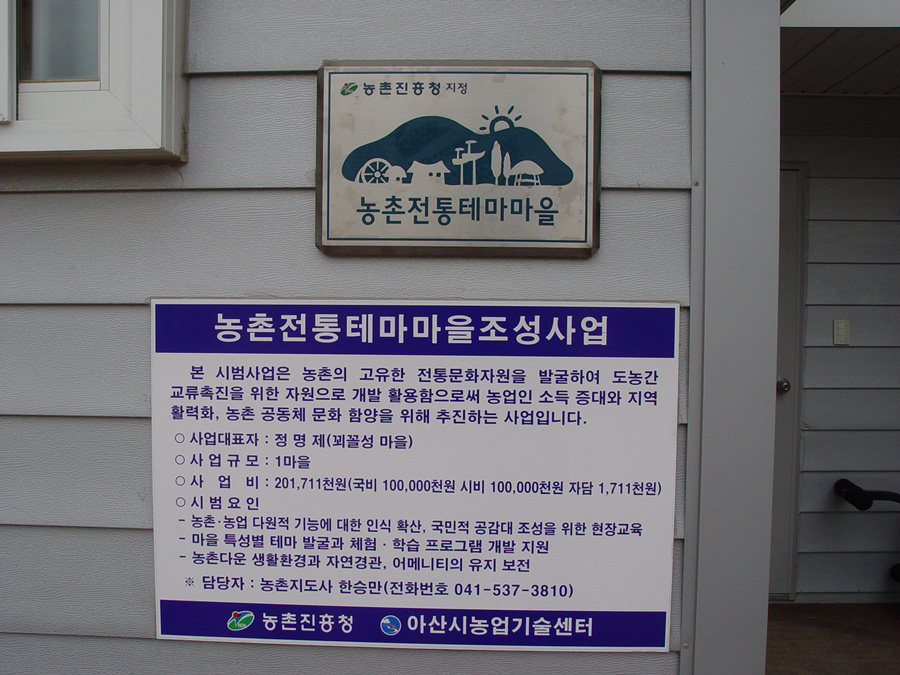 농촌진흥청 지정
농촌전통테마마을
농촌전통테마마을조성사업
본 시범사업은 농촌의 고유한 전통문화자원을 발굴하여 도농간
교류촉진을 위한 자원으로 개발 활용함으로써 농업인 소득 증대와 지역
활력화, 농촌 공동체 문화 함양을 위해 추진하는 사업입니다.
○ 사업대표자 : 정 명 제(꾀꼴성 마을)
○ 사 업 규 모 : 1마을
○ 사 업 비 : 201,711천원(국비 100,000천원 시비 100,000천원 자담 1,711천원)
○ 시 범 요 인
- 농촌·농업 다원적 기능에 대한 인식 확산, 국민적 공감대 조성을 위한 현장교육
- 마을 특성별 테마 발굴과 체험 · 학습 프로그램 개발 지원
- 농촌다운 생활환경과 자연경관, 어메니티의 유지 보전
※ 담당자 : 농촌지도사 한승만(전화번호 041-537-3810)
농촌진흥청 아산시농업기술센터